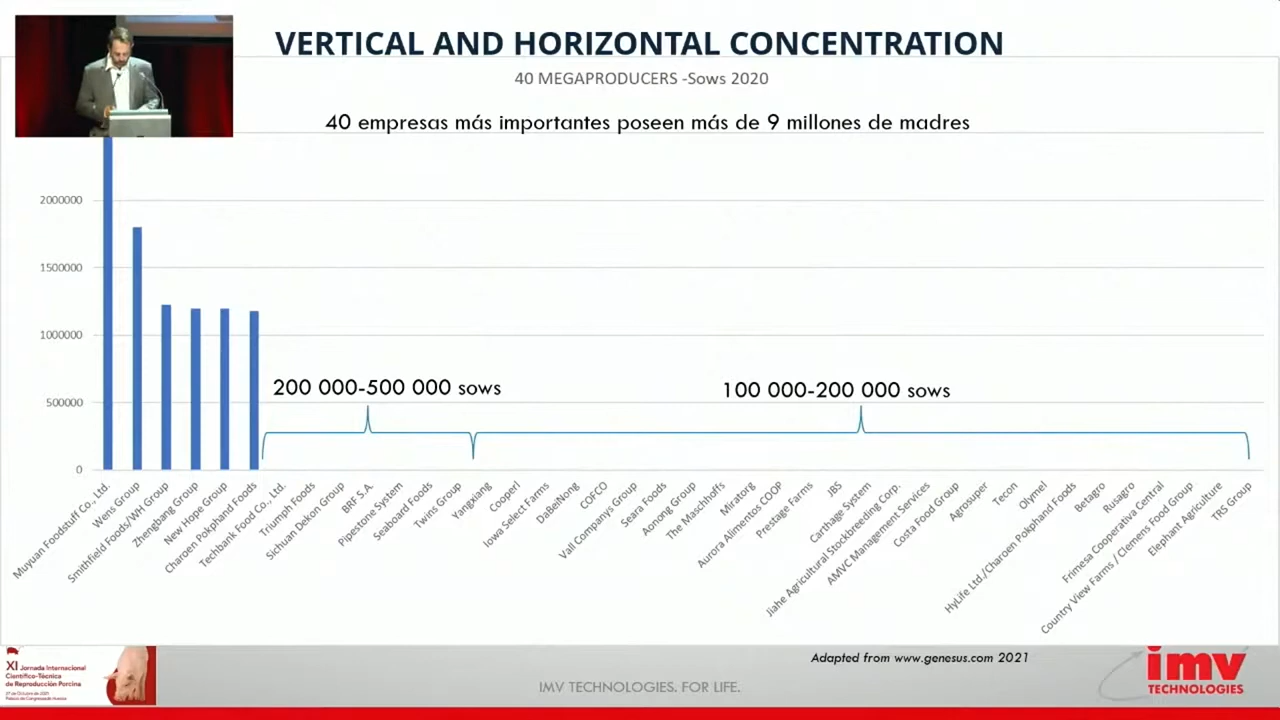 VERTICAL AND HORIZONTAL CONCENTRATION
40 MEGAPRODUCERS -Sows 2020
40 empresas más importantes poseen más de 9 millones de madres
2000000
1500000
1000000
500000
0
200 000-500 000 sows
100 000-200 000 sows
Muyuan Foodstuff Co., Ltd.
Wens Group
Smithfield Foods/WH Group
Zhengbang Group
New Hope Group
Charoen Pokphand Foods
Techbank Food Co., Ltd.
Triumph Foods
Sichuan Dekon Group
BRF S.A.
Pipestone System
Seaboard Foods
Twins Group
Yangxiang
Cooperl
Iowa Select Farms
DaBeiNong
COFCO
Vall Companys Group
Seara Foods
Aonong Group
The Maschhoffs
Miratorg
Aurora Alimentos COOP
Prestage Farms
JBS
Carthage System
Jiahe Agricultural Stockbreeding Corp.
AMVC Management Services
Costa Food Group
Agrosuper
Tecon
Olymel
HyLife Ltd./Charoen Pokphand Foods
Betagro
Rusagro
Frimesa Cooperativa Central
Country View Farms / Clemens Food Group
Elephant Agriculture
TRS Group
Adapted from www.genesus.com 2021
XI Jornada Internacional
Científico-Técnica
de Reproducción Porcina
IMV TECHNOLOGIES. FOR LIFE.
imv
TECHNOLOGIES